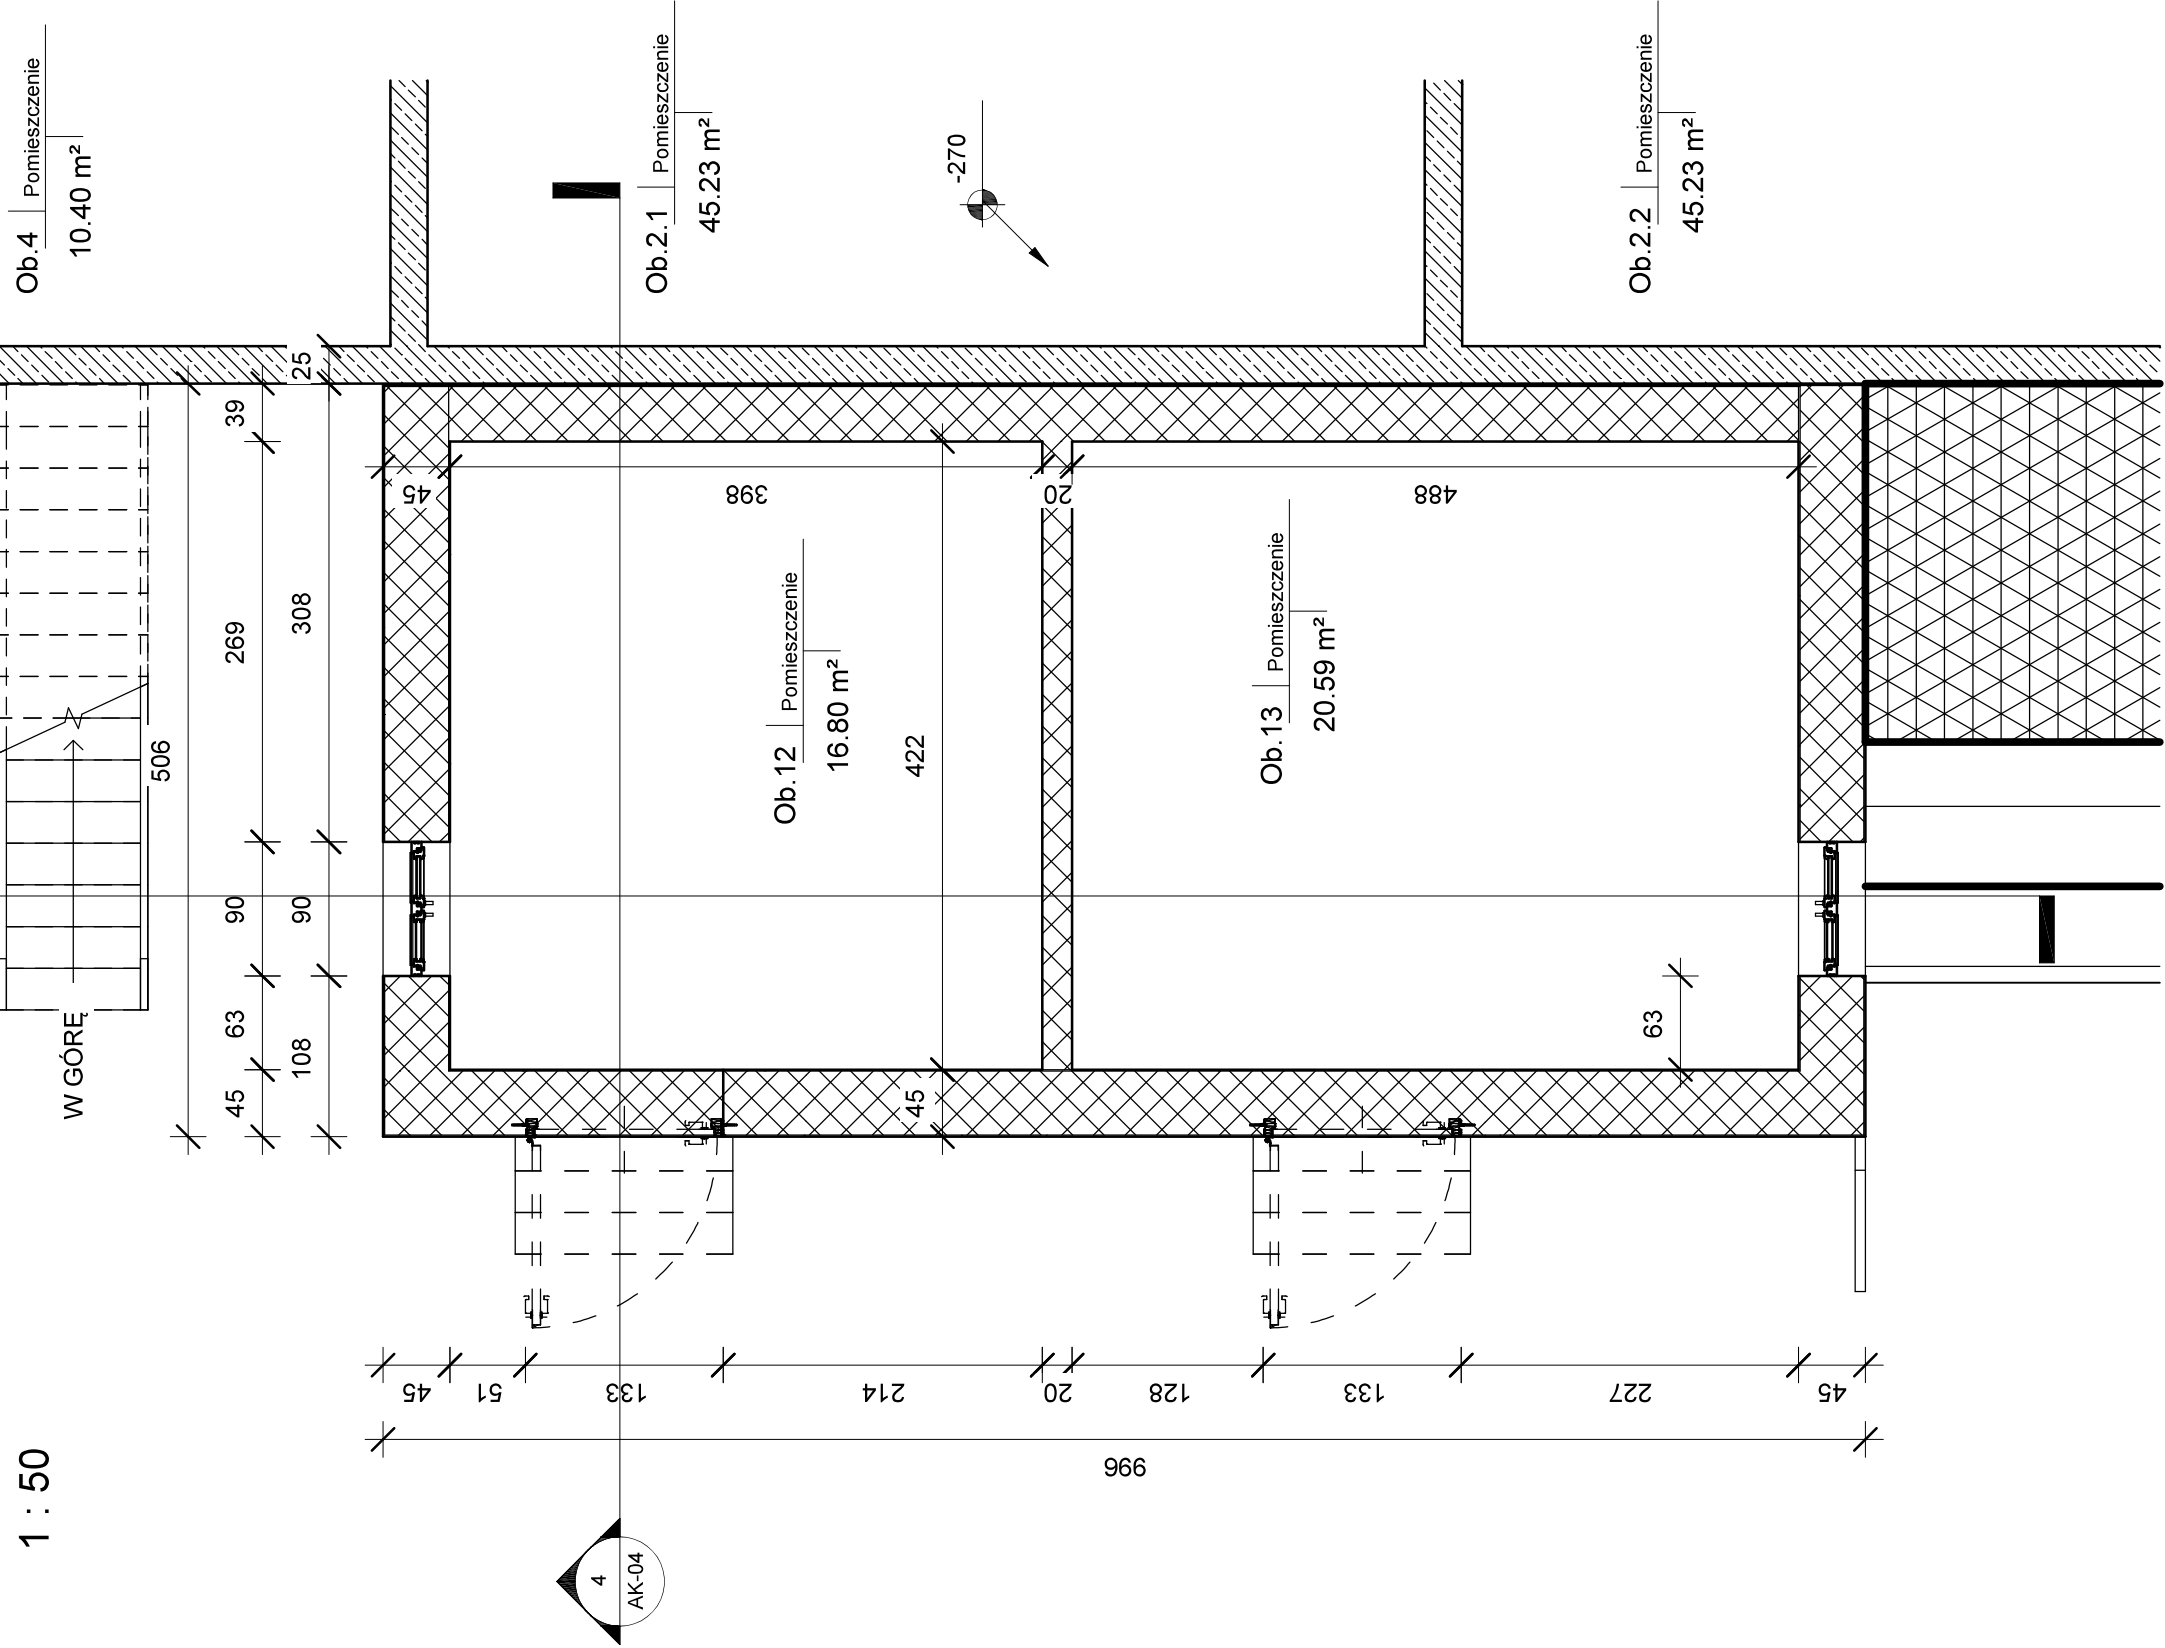 1 : 50
W GÓRĘ
Ob.4
Pomieszczenie
10.40 m²
Ob.2.1
Pomieszczenie
45.23 m²
-270
Ob.2.2
Pomieszczenie
45.23 m²
506
39
269
90
63
45
25
308
90
108
45
398
20
488
Ob.12
Pomieszczenie
16.80 m²
422
45
Ob.13
Pomieszczenie
20.59 m²
63
45
51
133
214
20
128
133
227
45
996
4
AK-04